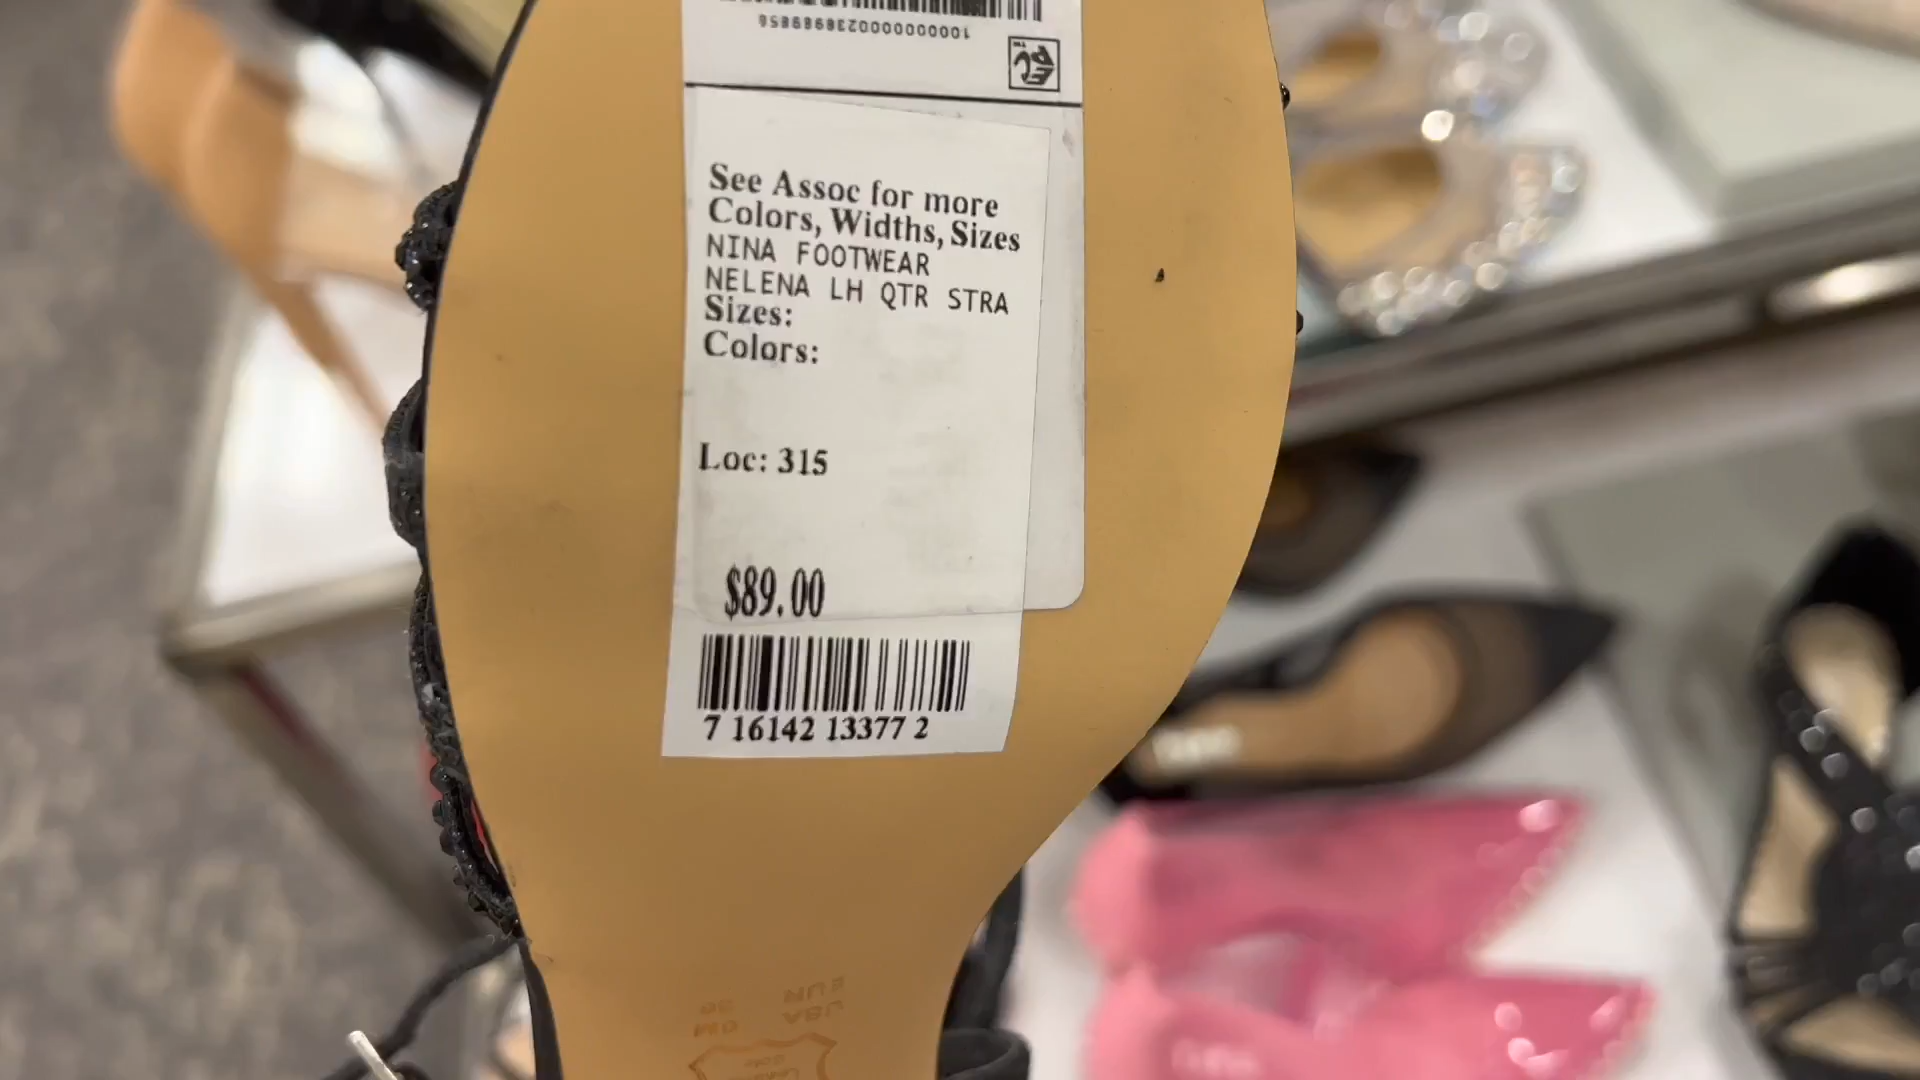 See Assoc for more
Colors, Widths, Sizes
NINA FOOTWEAR
NELENA LH QTR STRA
Sizes:
Colors:
Loc: 315
$89.00
7 16142 13377 2